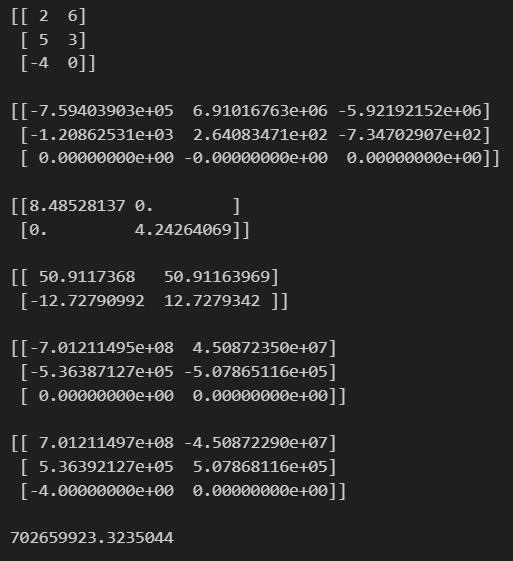 [[ 2  6]
 [ 5  3]
 [-4  0]]
[[-7.59403903e+05  6.91016763e+06 -5.92192152e+06]
 [-1.20862531e+03  2.64083471e+02 -7.34702907e+02]
 [ 0.00000000e+00 -0.00000000e+00  0.00000000e+00]]
[[8.48528137 0.        ]
 [0.         4.24264069]]
[[ 50.9117368   50.91163969]
 [-12.72790992  12.7279342 ]]
[[-7.01211495e+08  4.50872350e+07]
 [-5.36387127e+05 -5.07865116e+05]
 [ 0.00000000e+00  0.00000000e+00]]
[[ 7.01211497e+08 -4.50872290e+07]
 [ 5.36392127e+05  5.07868116e+05]
 [-4.00000000e+00  0.00000000e+00]]
702659923.3235044